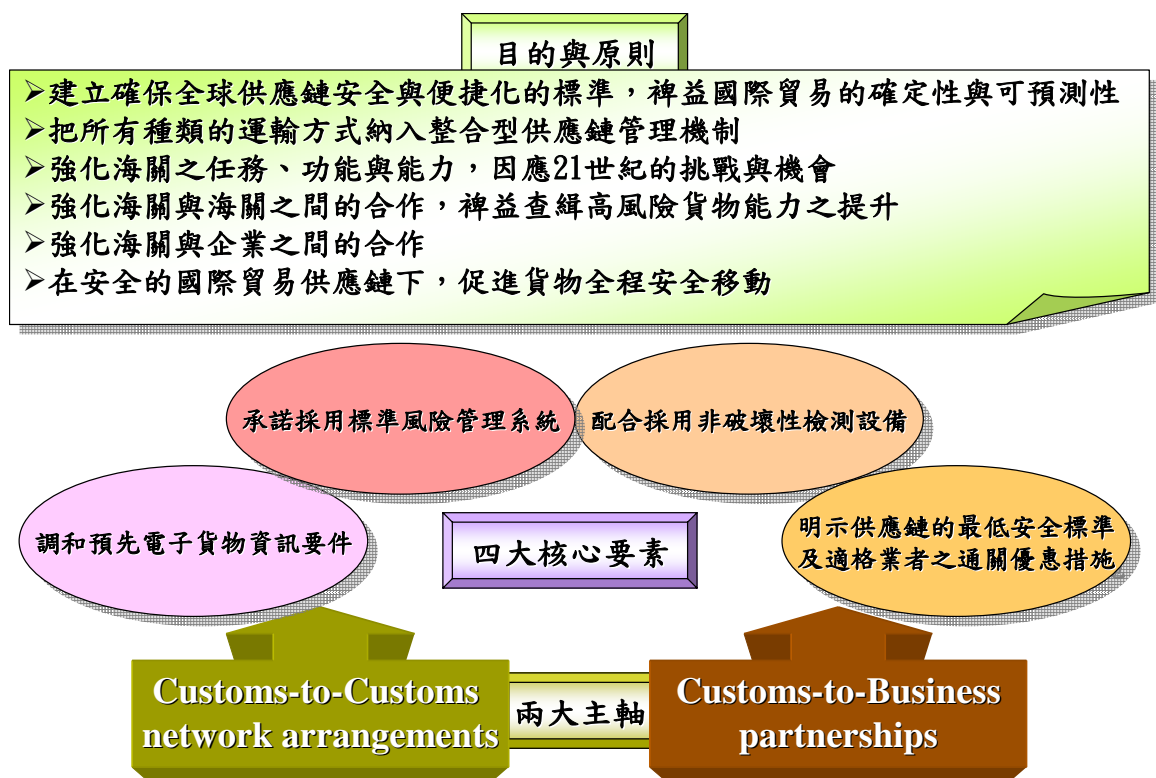 目的與原則
➢建立確保全球供應鏈安全與便捷化的標準，裨益國際貿易的確定性與可預測性
➢把所有種類的運輸方式納入整合型供應鏈管理機制
➢強化海關之任務、功能與能力，因應21世紀的挑戰與機會
➢強化海關與海關之間的合作，裨益查緝高風險貨物能力之提升
➢強化海關與企業之間的合作
➢在安全的國際貿易供應鏈下，促進貨物全程安全移動
承諾採用標準風險管理系統
配合採用非破壞性檢測設備
調和預先電子貨物資訊要件
四大核心要素
明示供應鏈的最低安全標準
及適格業者之通關優惠措施
Customs-to-Customs
network arrangements
兩大主軸
Customs-to-Business
partnerships